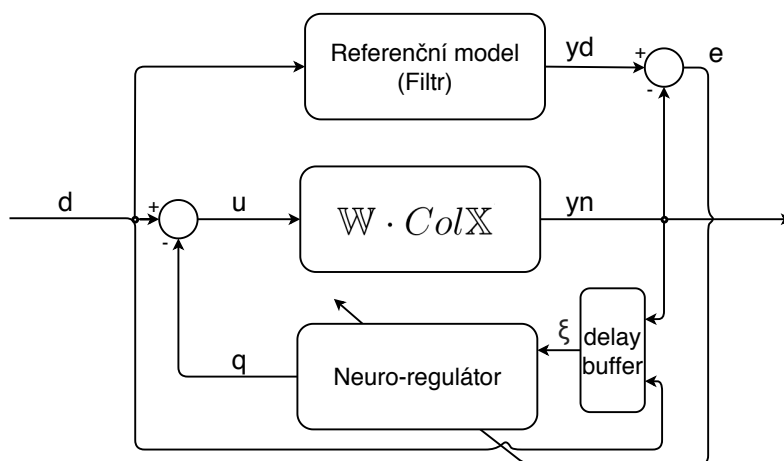 Referenční model
(Filtr)
yd
+
-
e
d
+
-
u
𝕎 · Col𝕏
yn
q
Neuro-regulátor
ξ
delay
buffer